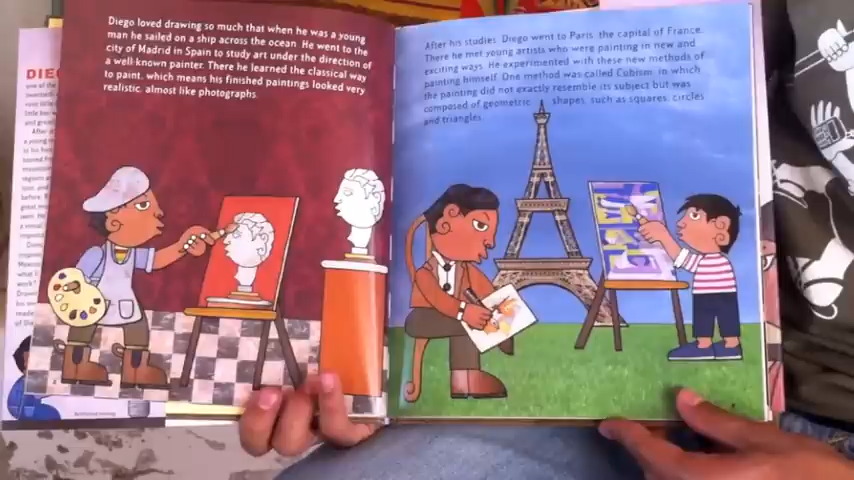 Diego loved drawing so much that when he was a young
man he sailed on a ship across the ocean. He went to the
city of Madrid in Spain to study art under the direction of
a well-known painter. There he learned the classical way
to paint, which means his finished paintings looked very
realistic, almost like photographs.
After his studies, Diego went to Paris, the capital of France.
There he met young artists who were painting in new and
exciting ways. He experimented with these new methods of
painting himself. One method was called Cubism, in which
the painting did not exactly resemble its subject but was
composed of geometric shapes, such as squares, circles
and triangles.
DIEG